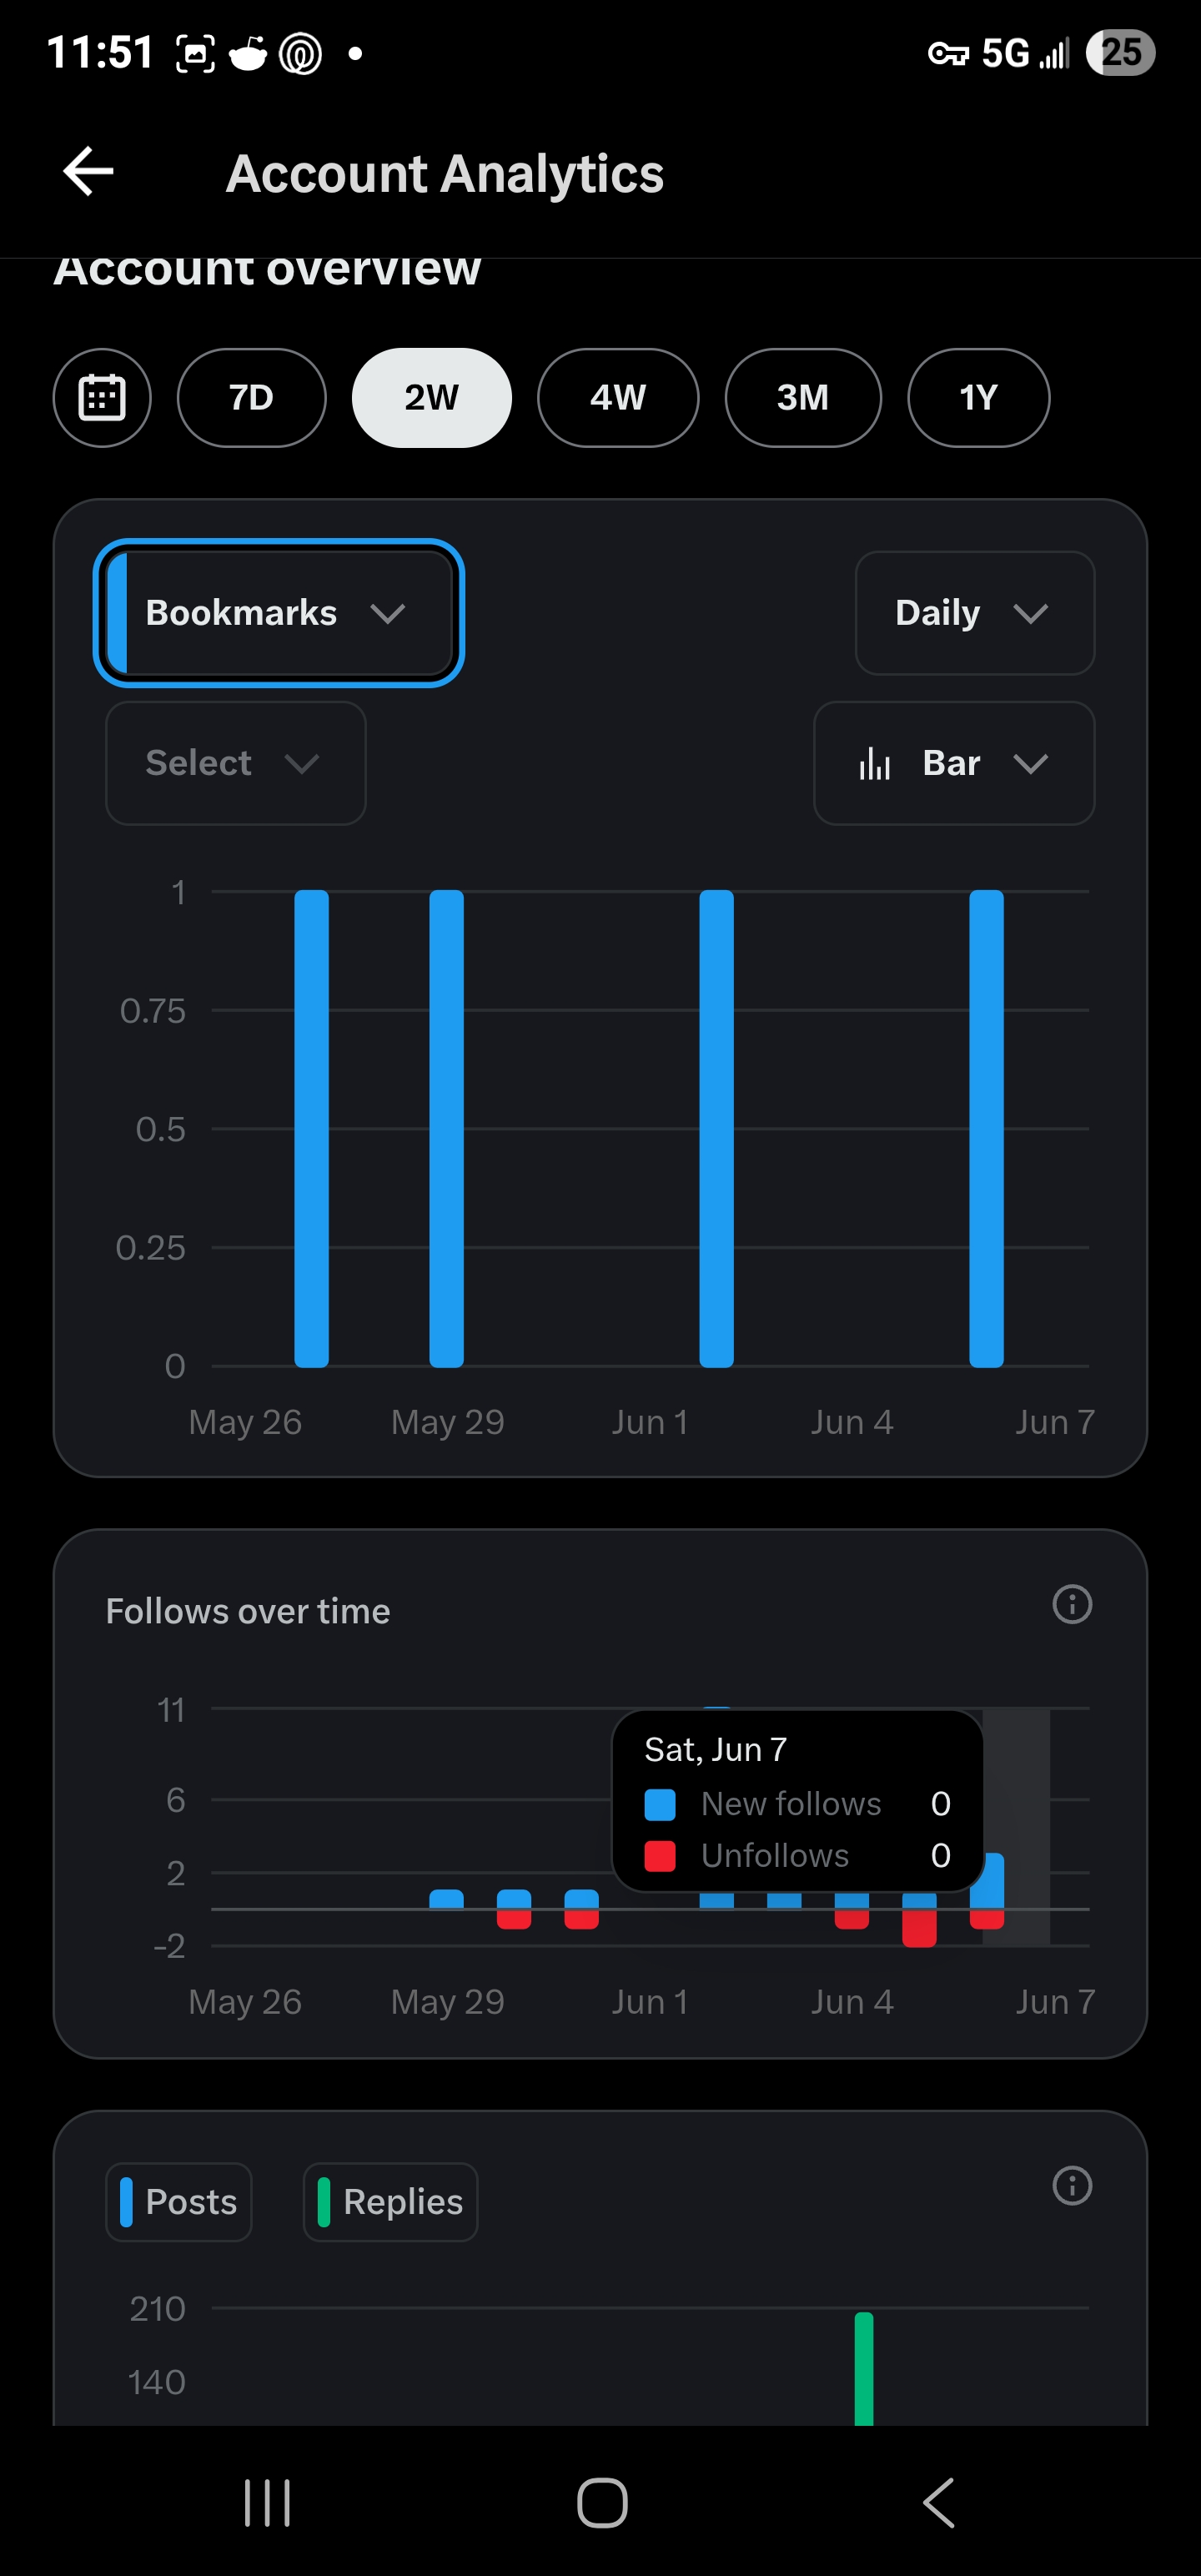 11:51 5G 25
Account Analytics
Account overview
7D 2W 4W 3M 1Y
Bookmarks Daily
Select Bar
1
0.75
0.5
0.25
0
May 26 May 29 Jun 1 Jun 4 Jun 7
Follows over time
11
Sat, Jun 7
6 New follows 0
2 Unfollows 0
-2
May 26 May 29 Jun 1 Jun 4 Jun 7
Posts Replies
210
140